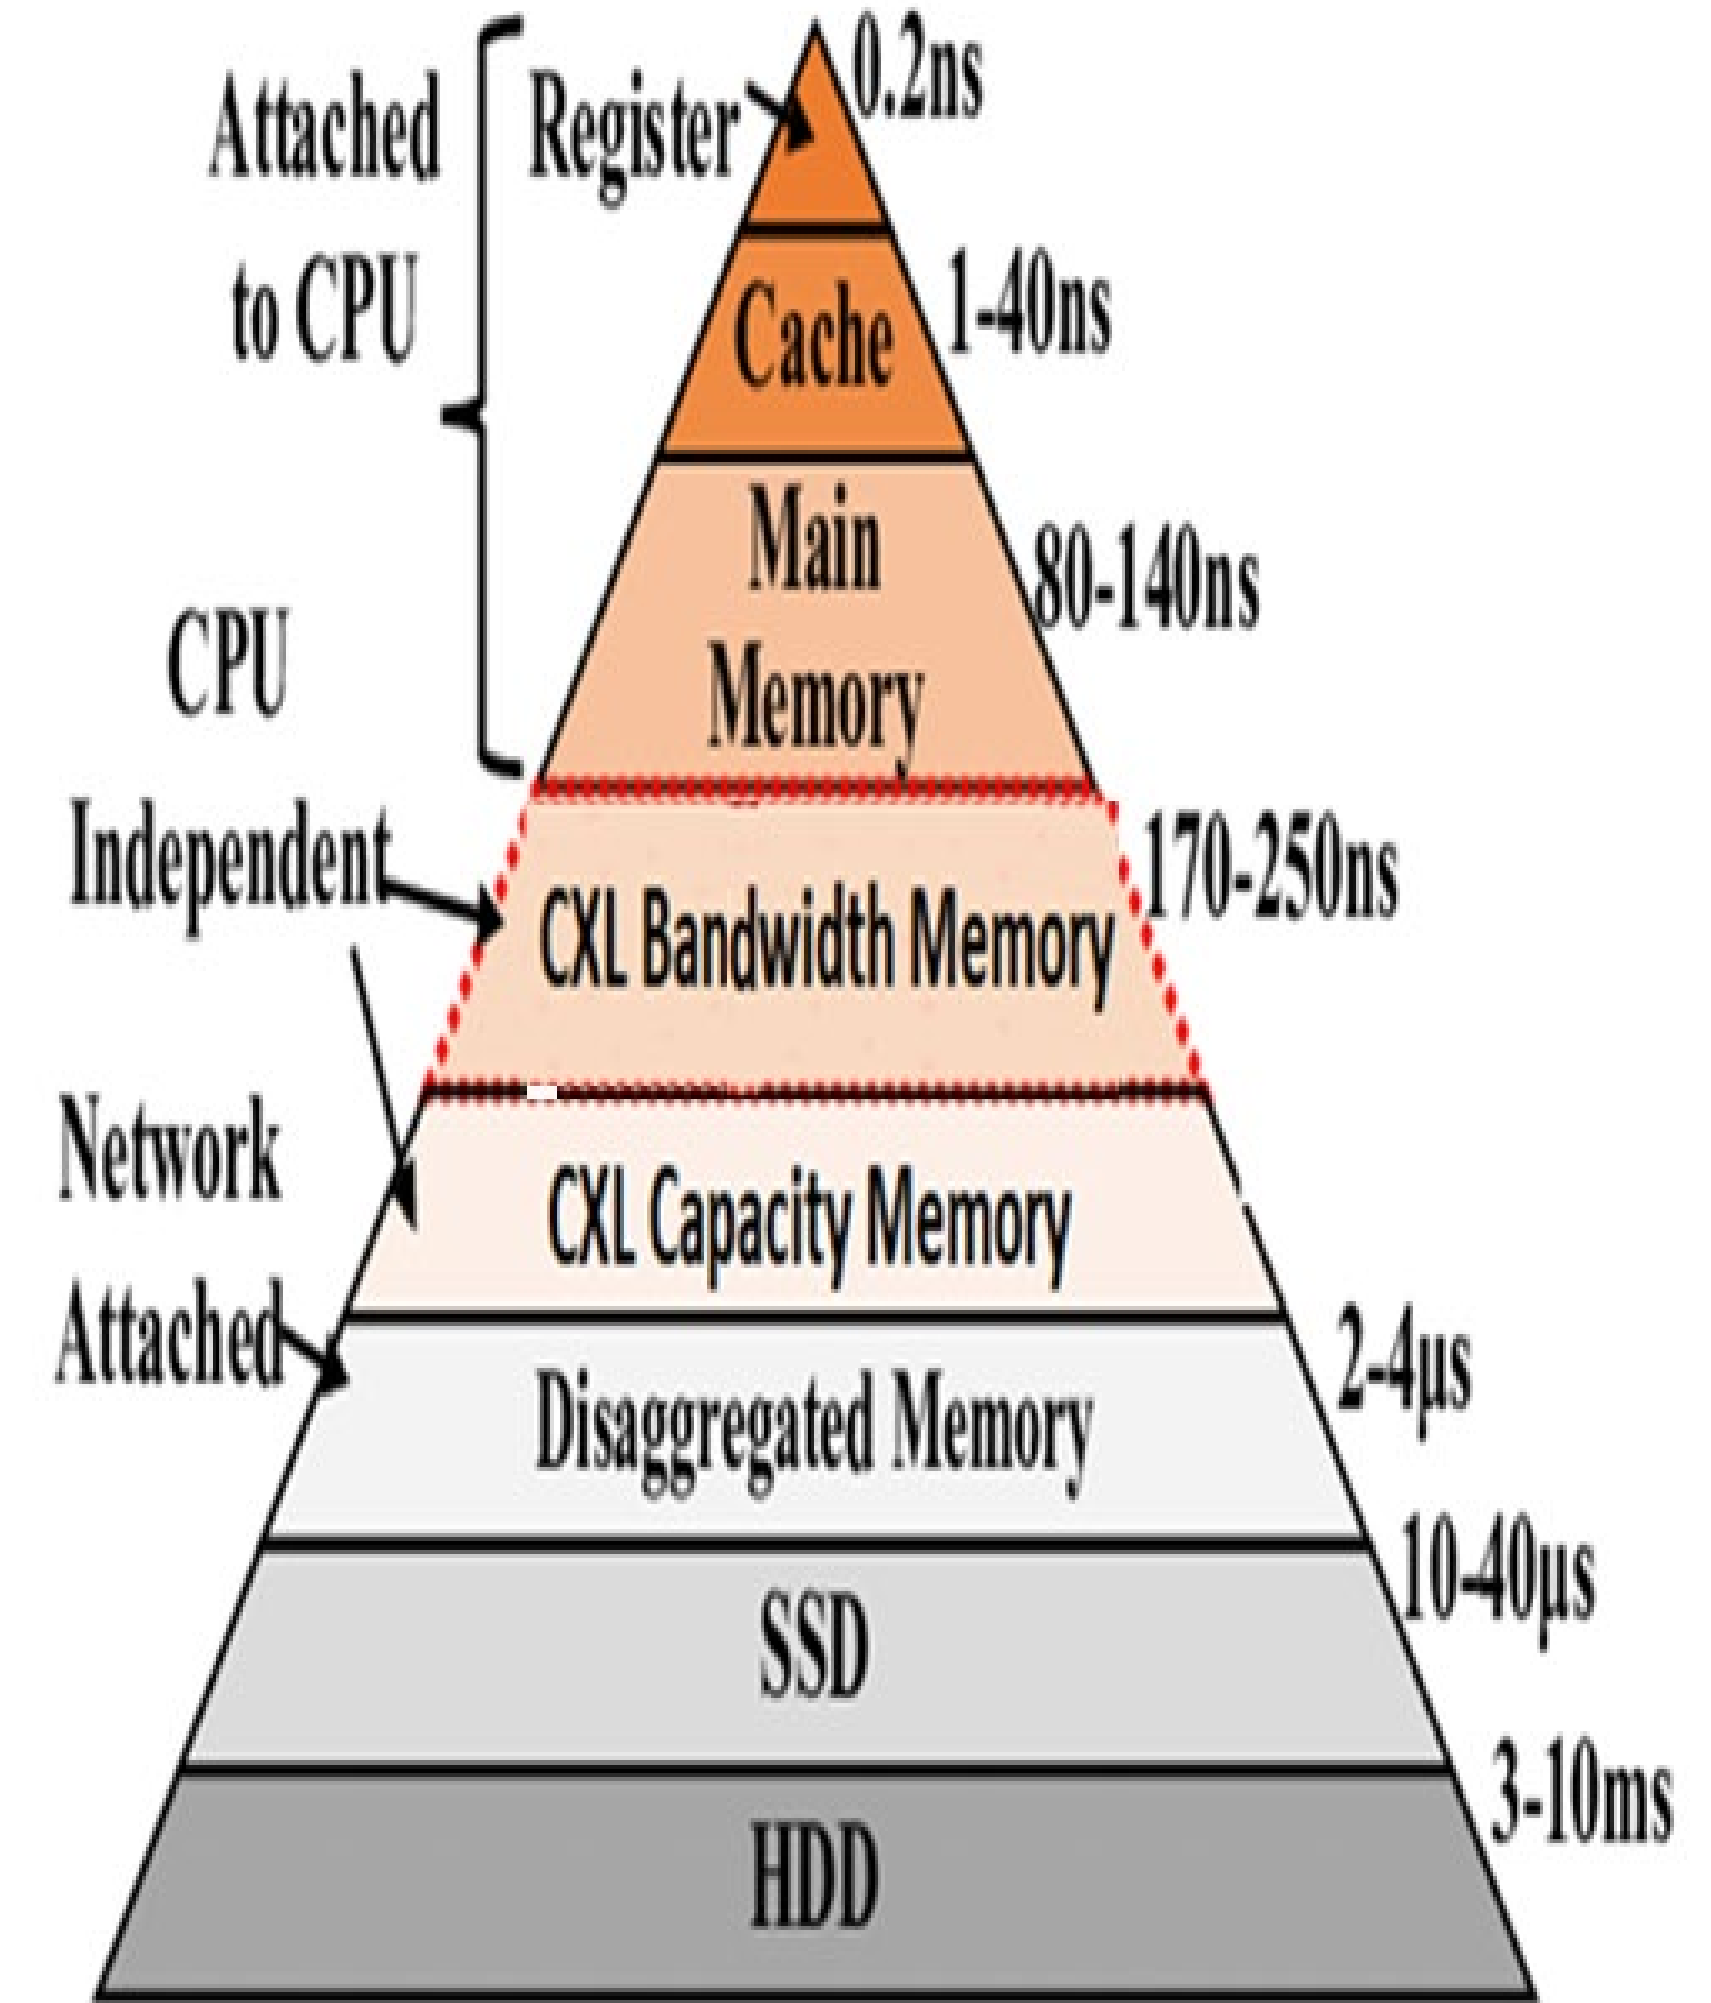 Attached
to CPU
Register
0.2ns
Cache
1-40ns
Main
Memory
80-140ns
CPU
Independent
CXL Bandwidth Memory
170-250ns
CXL Capacity Memory
Network
Attached
Disaggregated Memory
2-4µs
SSD
10-40µs
HDD
3-10ms